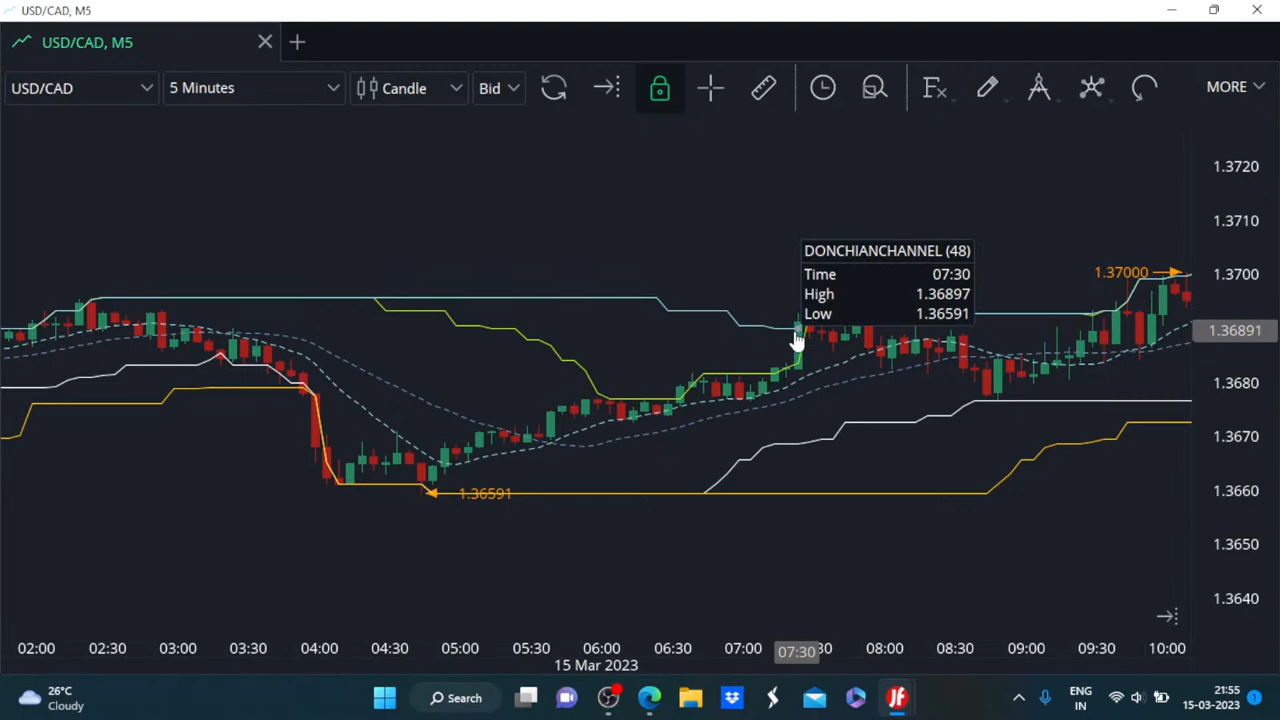 USD/CAD, M5
USD/CAD, M5
USD/CAD 5 Minutes Candle Bid MORE
1.3720
1.3710
DONCHIANCHANNEL (48)
Time 07:30
High 1.36897
Low 1.36591
1.37000
1.3700
1.36891
1.3680
1.3670
1.36591
1.3660
1.3650
1.3640
02:00 02:30 03:00 03:30 04:00 04:30 05:00 05:30 06:00 06:30 07:00 07:30 08:00 08:30 09:00 09:30 10:00
15 Mar 2023
26°C
Cloudy
Search
ENG
IN
21:55
15-03-2023
1